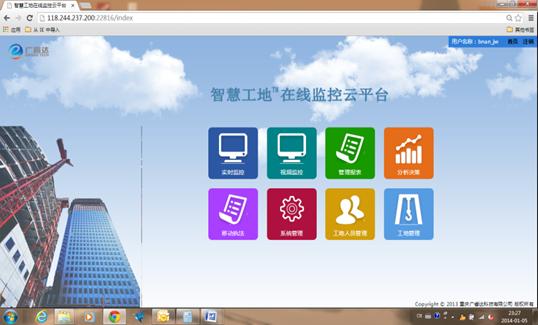 智慧工地在线监控云平台
118.244.237.200:22816/index
应用 从 IE 中导入 其他书签
用户名称：bnan_jw 首页 注销
广睿达
智慧工地TM在线监控云平台
实时监控 视频监控 管理报表 分析决策
移动执法 系统管理 工地人员管理 工地管理
Copyright © 2013 重庆广睿达科技有限公司 版权所有
CH 23:27
2014-01-05